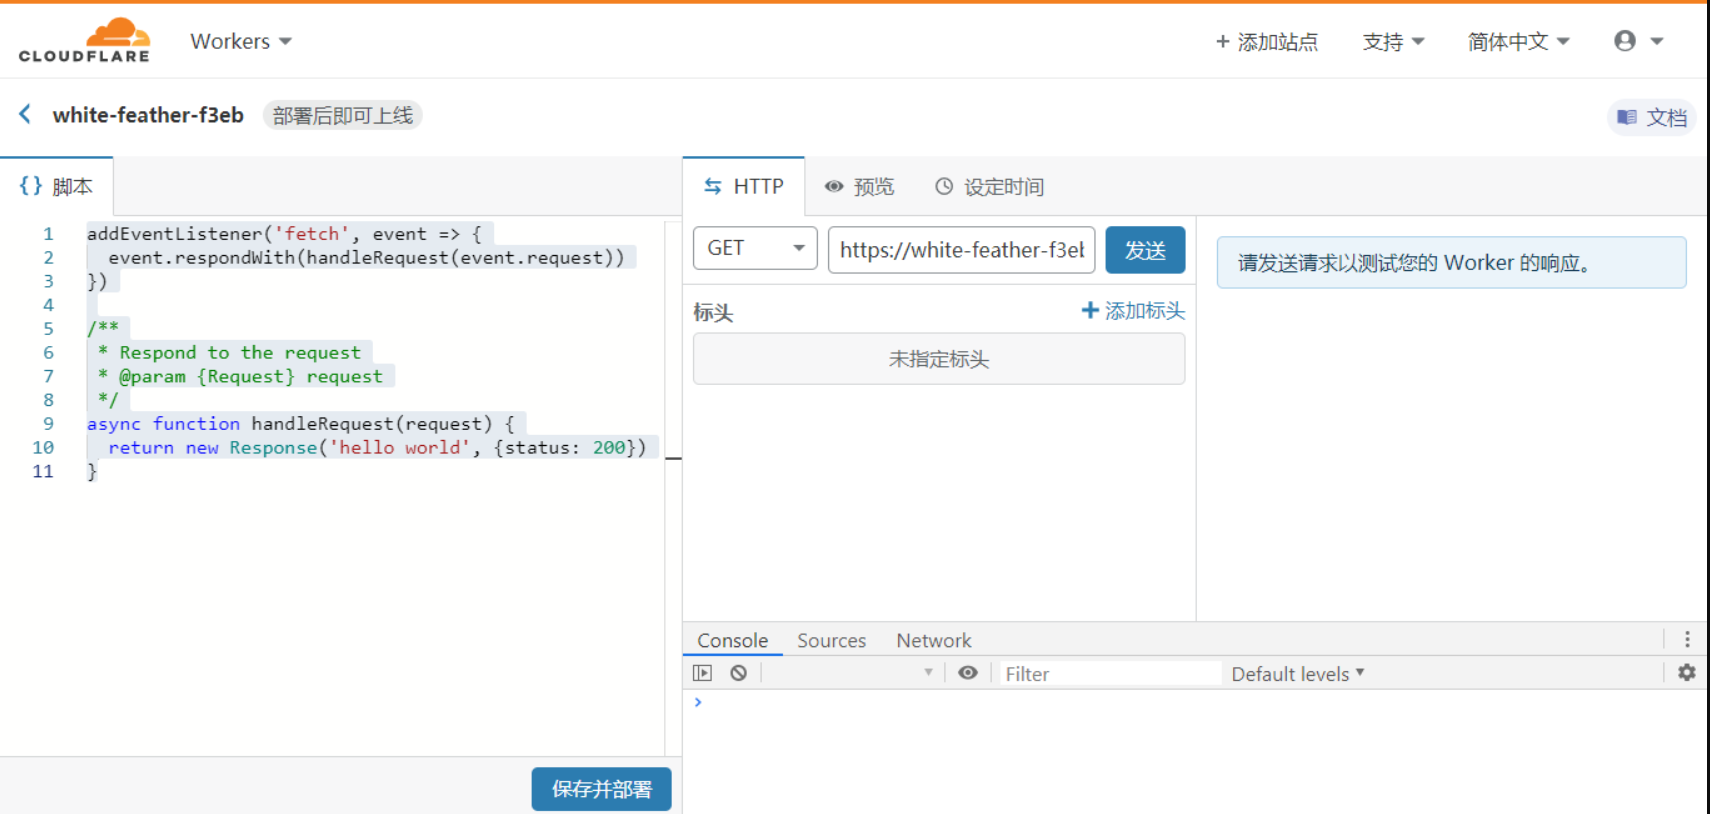 CLOUDFLARE
Workers
+ 添加站点
支持
简体中文
white-feather-f3eb
部署后即可上线
文档
{} 脚本
1 addEventListener('fetch', event => {
2   event.respondWith(handleRequest(event.request))
3 })
4
5 /**
6  * Respond to the request
7  * @param {Request} request
8  */
9 async function handleRequest(request) {
10   return new Response('hello world', {status: 200})
11 }
保存并部署
HTTP
预览
设定时间
GET
https://white-feather-f3eb
发送
标头
+ 添加标头
未指定标头
请发送请求以测试您的 Worker 的响应。
Console
Sources
Network
Filter
Default levels